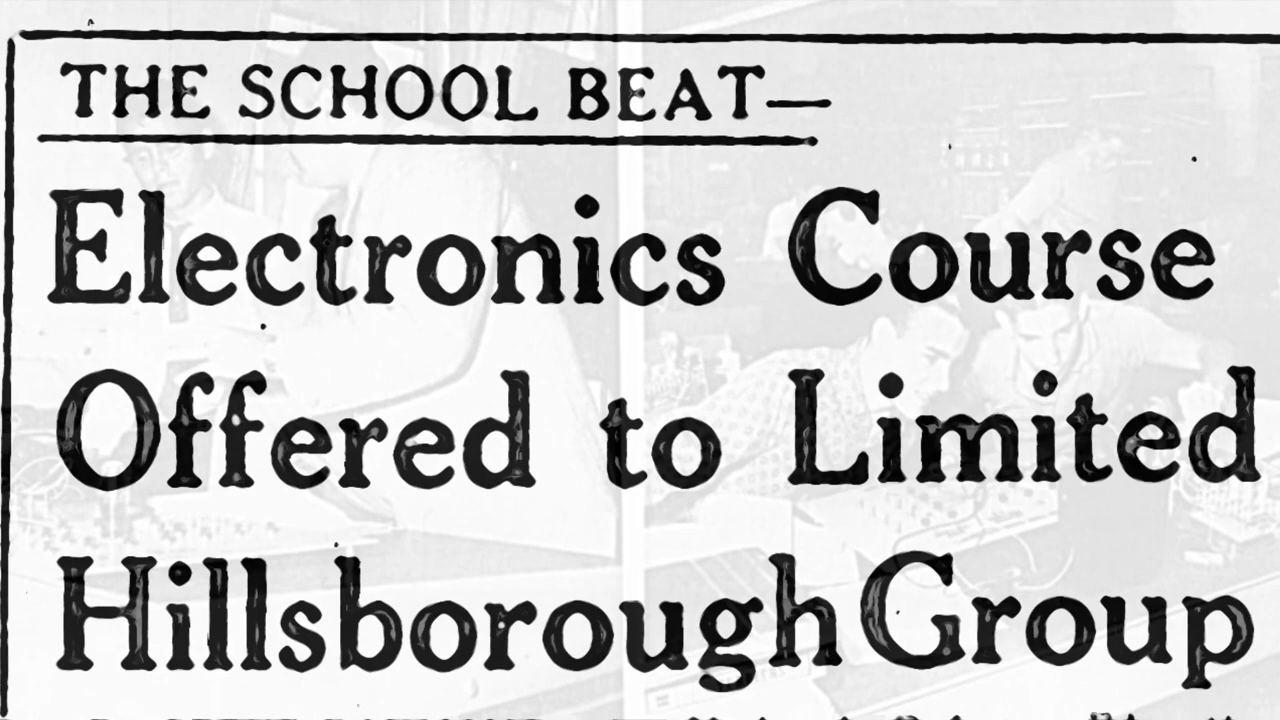 THE SCHOOL BEAT—
Electronics Course
Offered to Limited
Hillsborough Group